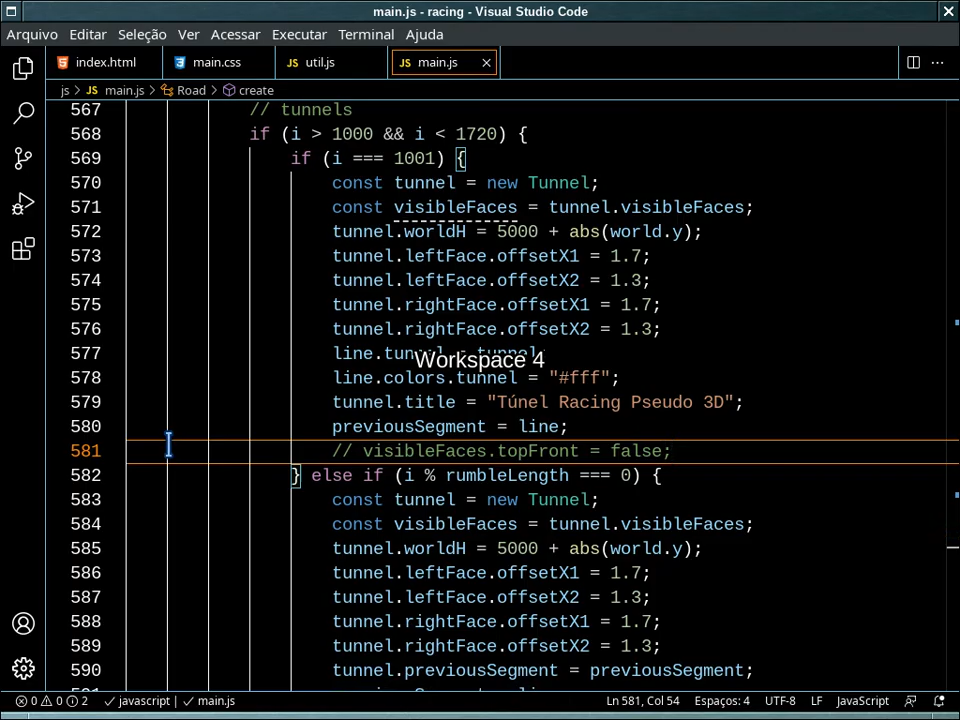 main.js - racing - Visual Studio Code
Arquivo Editar Seleção Ver Acessar Executar Terminal Ajuda
index.html main.css JS util.js JS main.js
js > JS main.js > Road > create
567 // tunnels
568 if (i > 1000 && i < 1720) {
569 if (i === 1001) {
570 const tunnel = new Tunnel;
571 const visibleFaces = tunnel.visibleFaces;
572 tunnel.worldH = 5000 + abs(world.y);
573 tunnel.leftFace.offsetX1 = 1.7;
574 tunnel.leftFace.offsetX2 = 1.3;
575 tunnel.rightFace.offsetX1 = 1.7;
576 tunnel.rightFace.offsetX2 = 1.3;
577 line.tunnel = tunnel;
Workspace 4
578 line.colors.tunnel = "#fff";
579 tunnel.title = "Túnel Racing Pseudo 3D";
580 previousSegment = line;
581 // visibleFaces.topFront = false;
582 } else if (i % rumbleLength === 0) {
583 const tunnel = new Tunnel;
584 const visibleFaces = tunnel.visibleFaces;
585 tunnel.worldH = 5000 + abs(world.y);
586 tunnel.leftFace.offsetX1 = 1.7;
587 tunnel.leftFace.offsetX2 = 1.3;
588 tunnel.rightFace.offsetX1 = 1.7;
589 tunnel.rightFace.offsetX2 = 1.3;
590 tunnel.previousSegment = previousSegment;
0 0 2 javascript | main.js Ln 581, Col 54 Espaços: 4 UTF-8 LF JavaScript